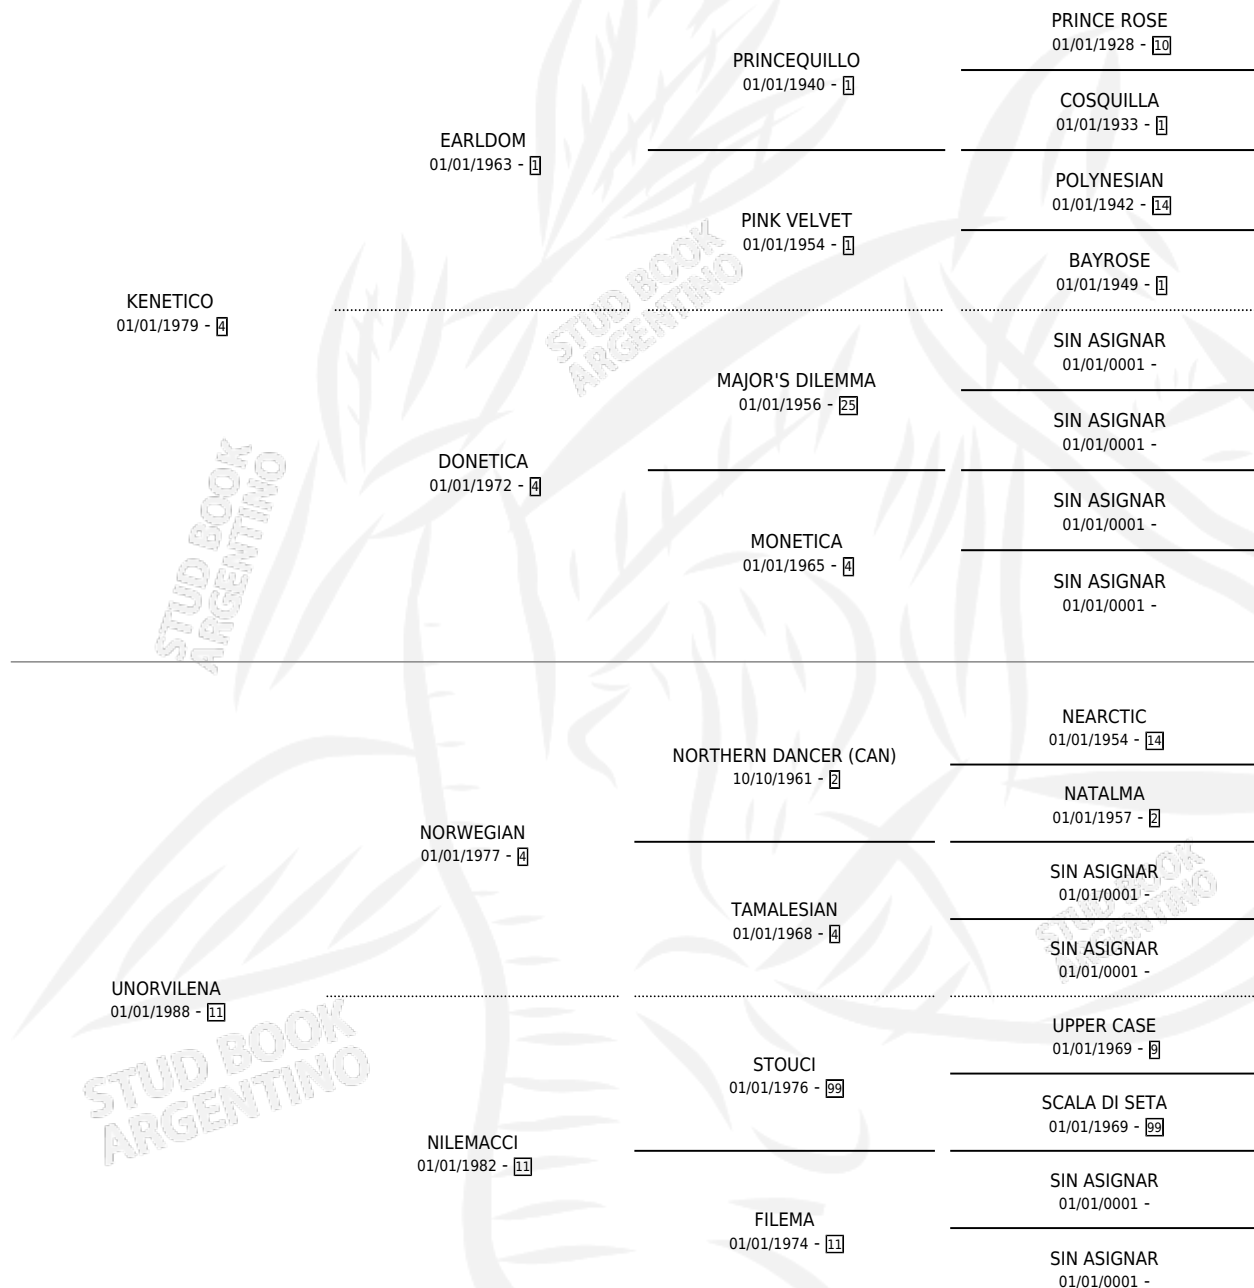 PRINCE ROSE
01/01/1928 - 10
PRINCEQUILLO
01/01/1940 - 1
COSQUILLA
01/01/1933 - 1
EARLDOM
01/01/1963 - 1
POLYNESIAN
01/01/1942 - 14
PINK VELVET
01/01/1954 - 1
BAYROSE
01/01/1949 - 1
KENETICO
01/01/1979 - 4
SIN ASIGNAR
01/01/0001 -
MAJOR'S DILEMMA
01/01/1956 - 25
SIN ASIGNAR
01/01/0001 -
DONETICA
01/01/1972 - 4
SIN ASIGNAR
01/01/0001 -
MONETICA
01/01/1965 - 4
SIN ASIGNAR
01/01/0001 -
STUD BOOK
ARGENTINO
STUD BOOK
ARGENTINO
NEARCTIC
01/01/1954 - 14
NORTHERN DANCER (CAN)
10/10/1961 - 2
NATALMA
01/01/1957 - 2
NORWEGIAN
01/01/1977 - 4
SIN ASIGNAR
01/01/0001 -
TAMALESIAN
01/01/1968 - 4
SIN ASIGNAR
01/01/0001 -
UNORVILENA
01/01/1988 - 11
UPPER CASE
01/01/1969 - 9
STOUCI
01/01/1976 - 99
SCALA DI SETA
01/01/1969 - 99
NILEMACCI
01/01/1982 - 11
SIN ASIGNAR
01/01/0001 -
FILEMA
01/01/1974 - 11
SIN ASIGNAR
01/01/0001 -
STUD BOOK
ARGENTINO
STUD BOOK
ARGENTINO